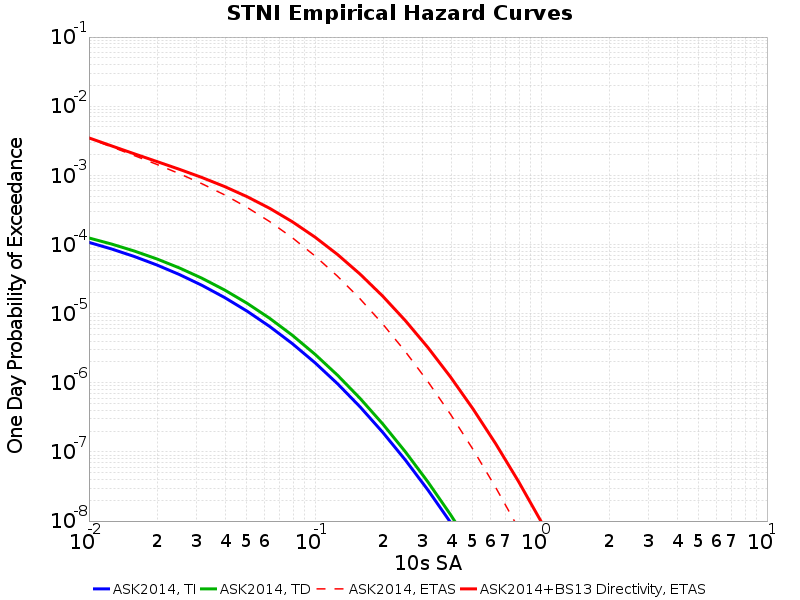 STNI Empirical Hazard Curves
One Day Probability of Exceedance
10-1
10-2
10-3
10-4
10-5
10-6
10-7
10-8
10-2 2 3 4 5 6 10-1 2 3 4 5 6 7 100 2 3 4 5 6 7 101
10s SA
ASK2014, TI ASK2014, TD ASK2014, ETAS ASK2014+BS13 Directivity, ETAS